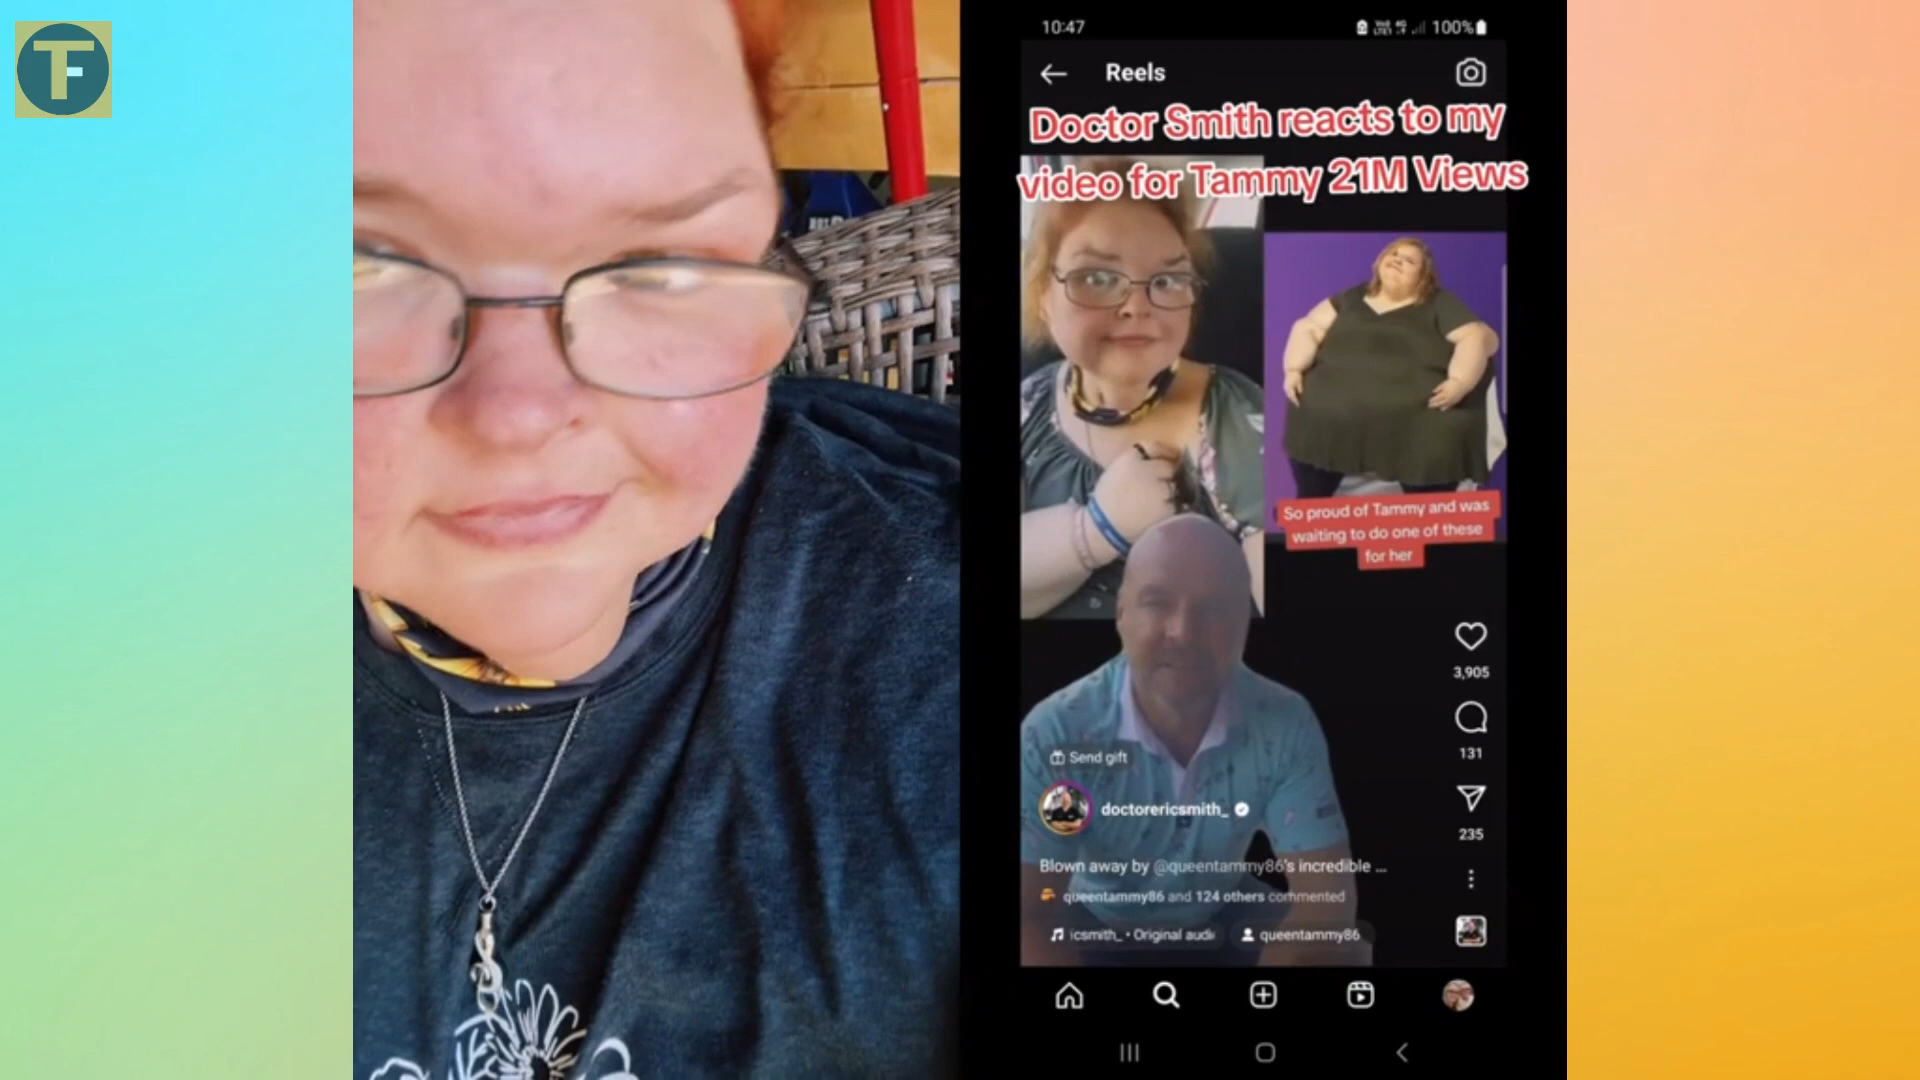 TF
10:47
100%
Reels
Doctor Smith reacts to my
video for Tammy 21M Views
So proud of Tammy and was
waiting to do one of these
for her
3,905
131
Send gift
doctorericsmith_
235
Blown away by @queentammy86's incredible ...
queentammy86 and 124 others commented
icsmith_ • Original audi
queentammy86